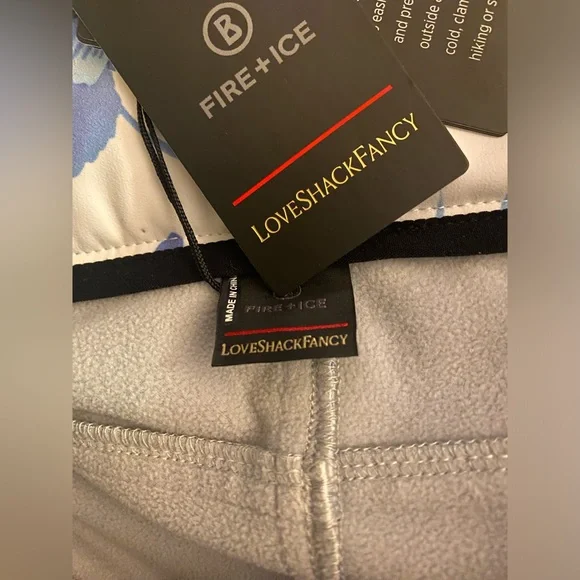 B
FIRE+ICE
LOVESHACKFANCY
and pre
outside a
cold, clam
hiking or s
MADE IN CHINA
FIRE+ICE
LOVESHACKFANCY